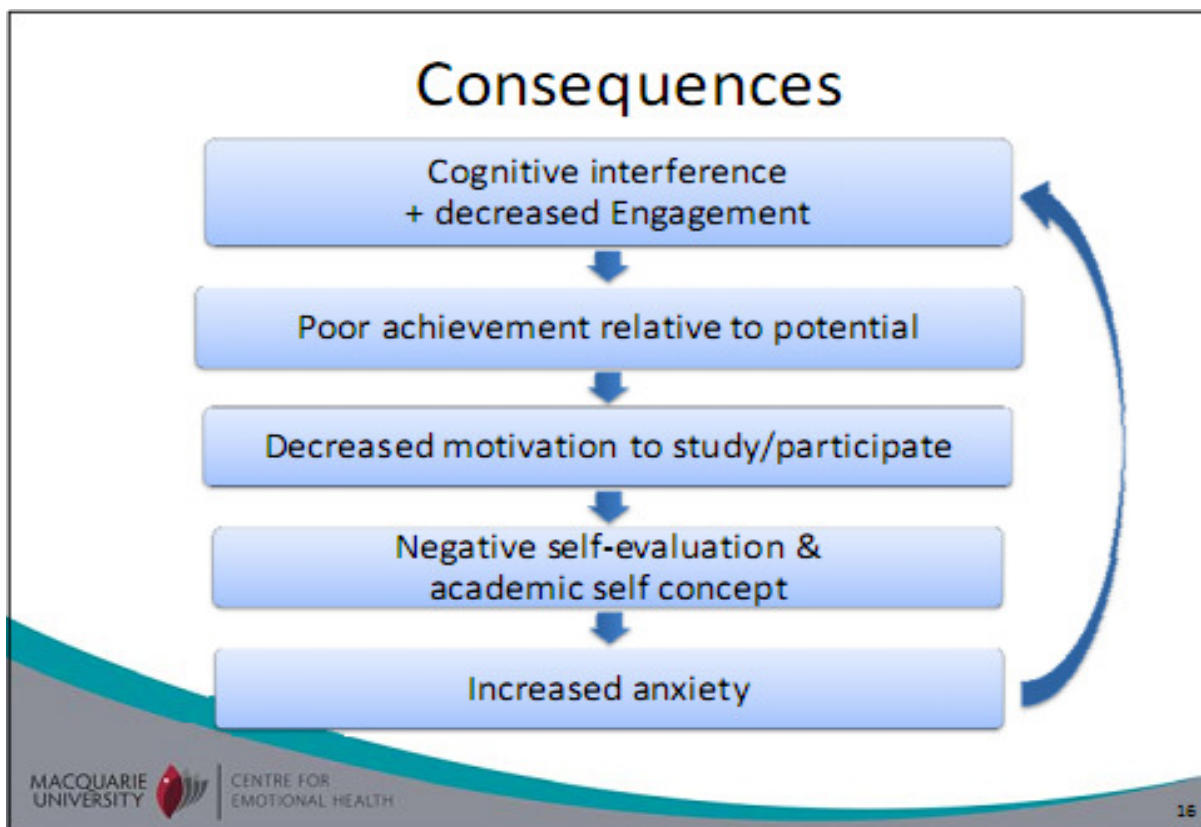 Consequences
Cognitive interference
+ decreased Engagement
Poor achievement relative to potential
Decreased motivation to study/participate
Negative self-evaluation &
academic self concept
Increased anxiety
MACQUARIE
UNIVERSITY
CENTRE FOR
EMOTIONAL HEALTH
16